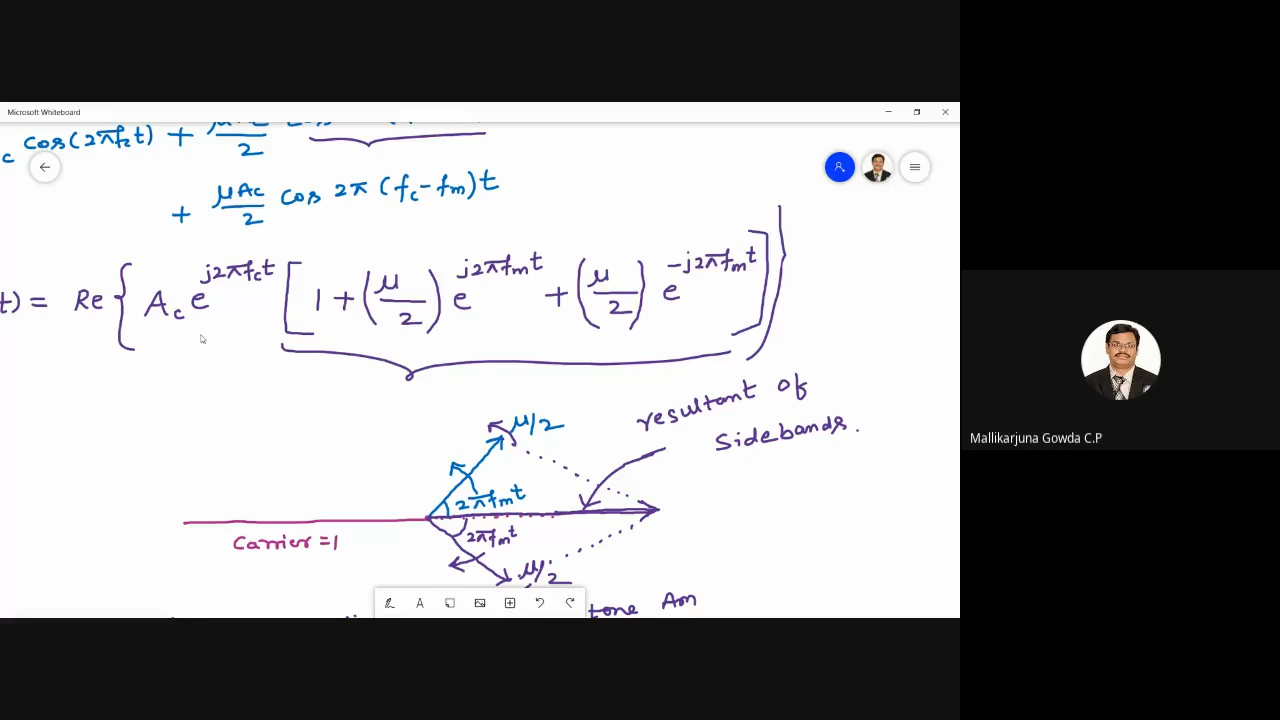 Microsoft Whiteboard
c cos(2πfct) +
2
+ μAc/2 cos 2π (fc-fm)t
t) = Re { Ac e^j2πfct [ 1 + (μ/2) e^j2πfmt + (μ/2) e^-j2πfmt ] }
resultant of
sidebands.
μ/2
2πfmt
Carrier = 1
2πfmt
μ/2
tone Am
Mallikarjuna Gowda C.P